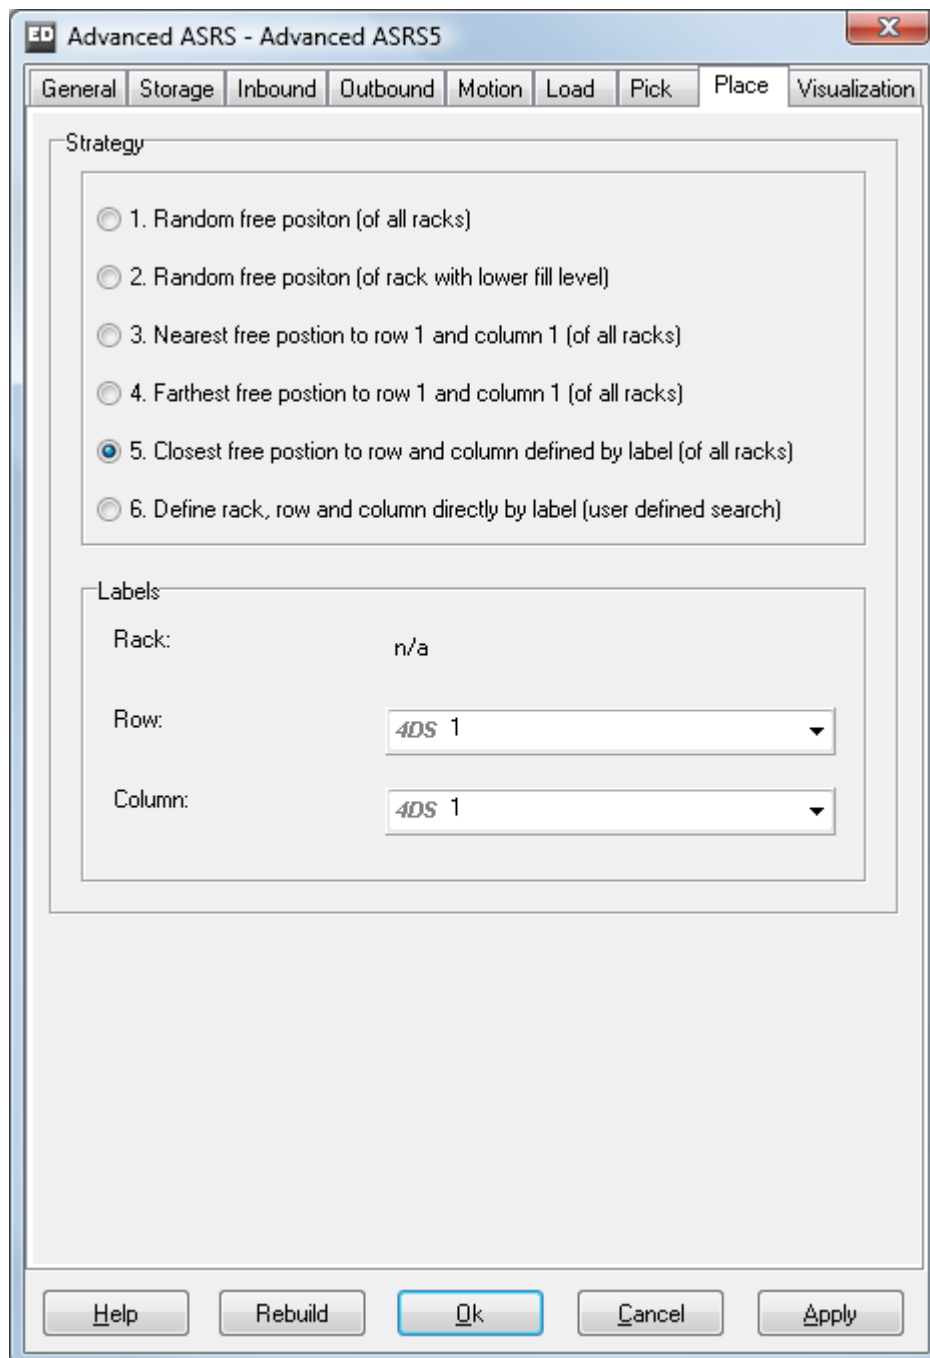 ED Advanced ASRS - Advanced ASRS5
General Storage Inbound Outbound Motion Load Pick Place Visualization
Strategy
1. Random free positon (of all racks)
2. Random free positon (of rack with lower fill level)
3. Nearest free postion to row 1 and column 1 (of all racks)
4. Farthest free postion to row 1 and column 1 (of all racks)
5. Closest free postion to row and column defined by label (of all racks)
6. Define rack, row and column directly by label (user defined search)
Labels
Rack: n/a
Row: 4DS 1
Column: 4DS 1
Help Rebuild Ok Cancel Apply